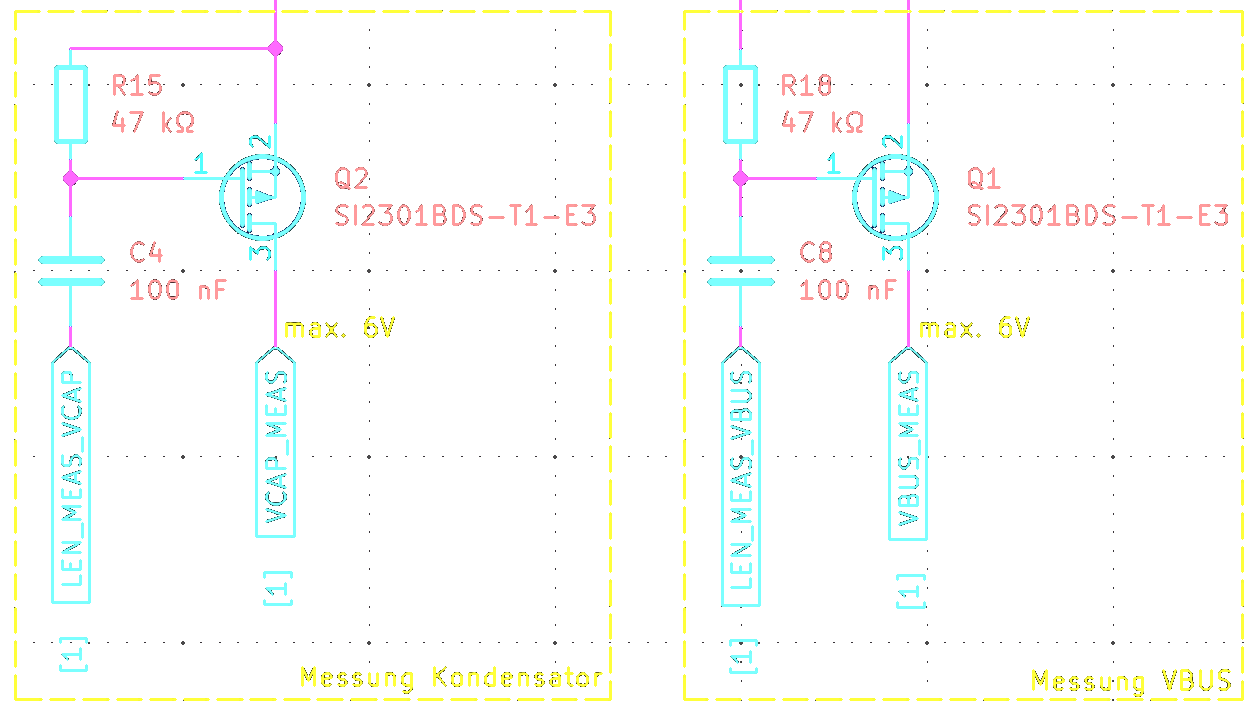 R15
47 kΩ
1
2
3
Q2
SI2301BDS-T1-E3
C4
100 nF
max. 6V
LEN_MEAS_VCAP
VCAP_MEAS
[1]
[1]
Messung Kondensator
R18
47 kΩ
1
2
3
Q1
SI2301BDS-T1-E3
C8
100 nF
max. 6V
LEN_MEAS_VBUS
VBUS_MEAS
[1]
[1]
Messung VBUS